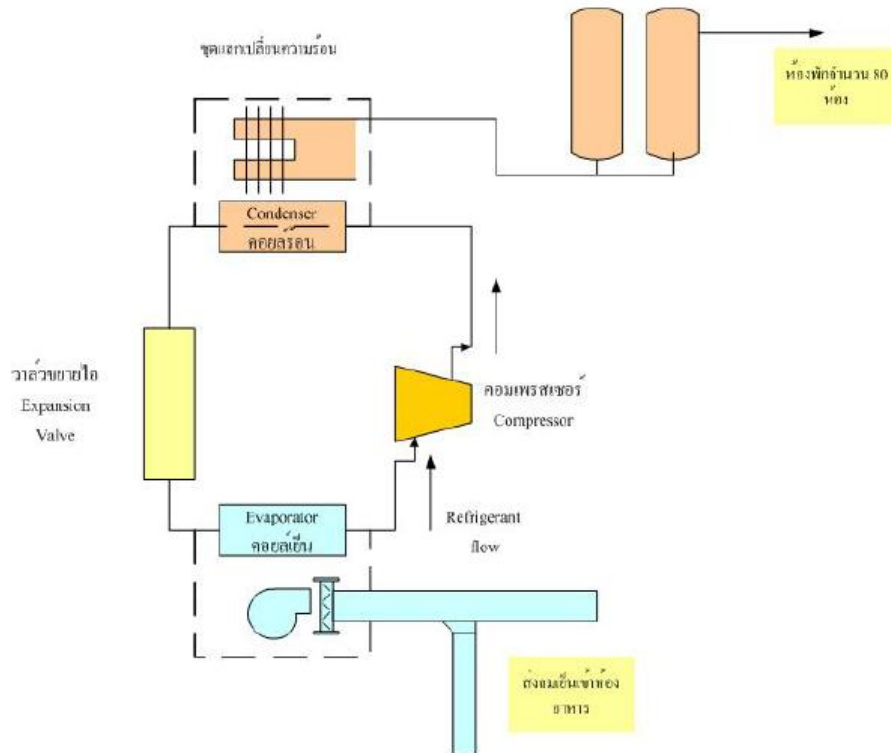 ชุดแลกเปลี่ยนความร้อน
ห้องพักจำนวน 80
ห้อง
Condenser
คอยล์ร้อน
วาล์วขยายไอ
Expansion
Valve
คอมเพรสเซอร์
Compressor
Evaporator
คอยล์เย็น
Refrigerant
flow
ส่งลมเย็นเข้าห้อง
อาหาร